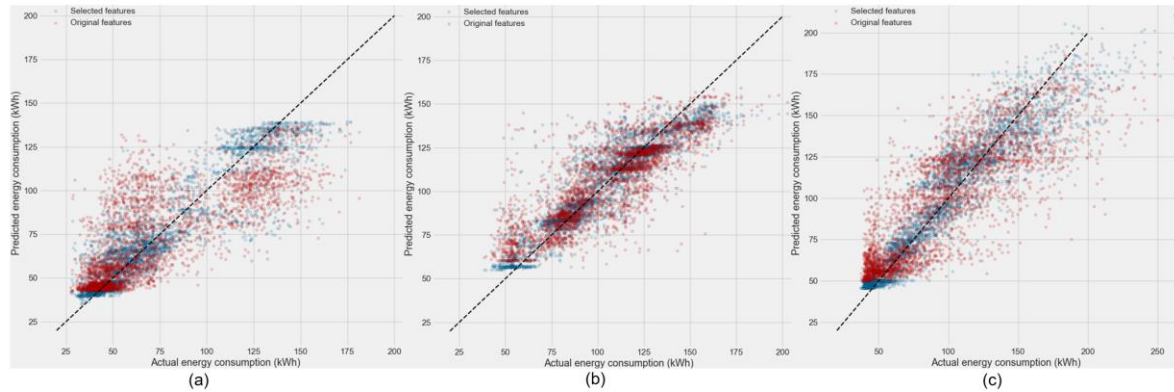 Selected features
Original features
Predicted energy consumption (kWh)
200
175
150
125
100
75
50
25
25 50 75 100 125 150 175 200
Actual energy consumption (kWh)
(a)
Selected features
Original features
Predicted energy consumption (kWh)
200
175
150
125
100
75
50
25
25 50 75 100 125 150 175 200
Actual energy consumption (kWh)
(b)
Selected features
Original features
Predicted energy consumption (kWh)
200
175
150
125
100
75
50
25
50 100 150 200 250
Actual energy consumption (kWh)
(c)